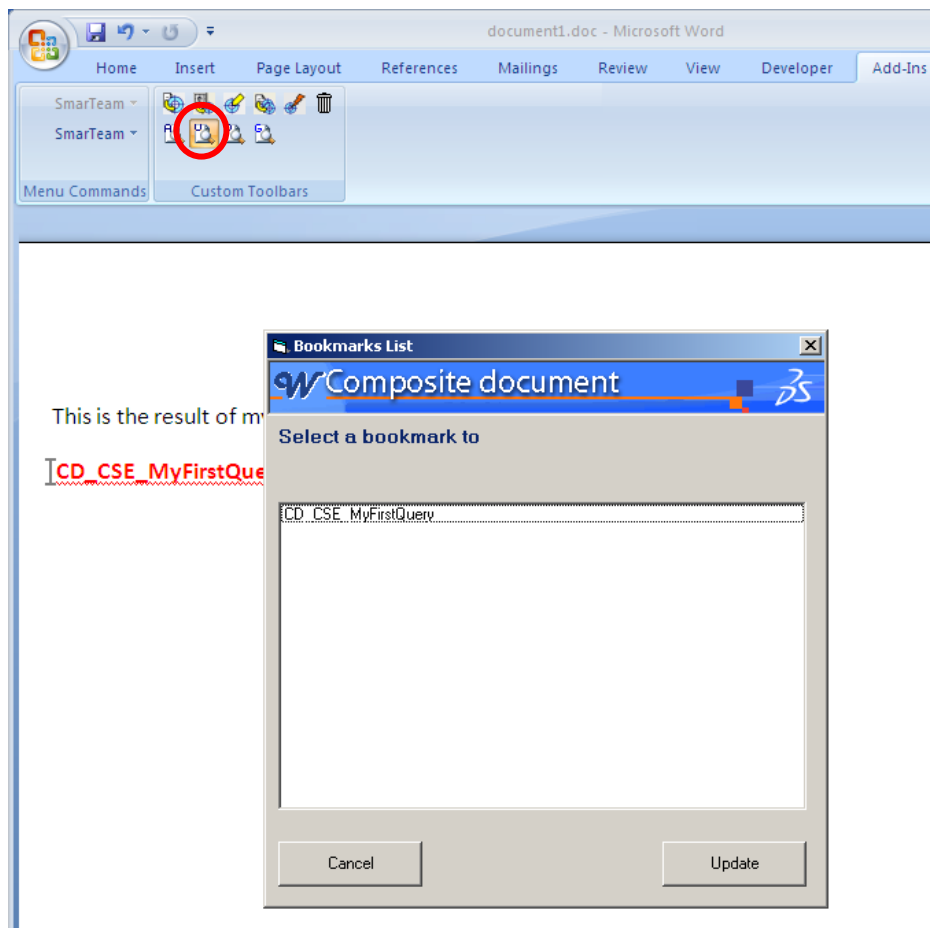 document1.doc - Microsoft Word
Home Insert Page Layout References Mailings Review View Developer Add-Ins
SmarTeam
SmarTeam
Menu Commands Custom Toolbars
Bookmarks List
Composite document
This is the result of my
Select a bookmark to
CD_CSE_MyFirstQue
CD_CSE_MyFirstQuery
Cancel Update